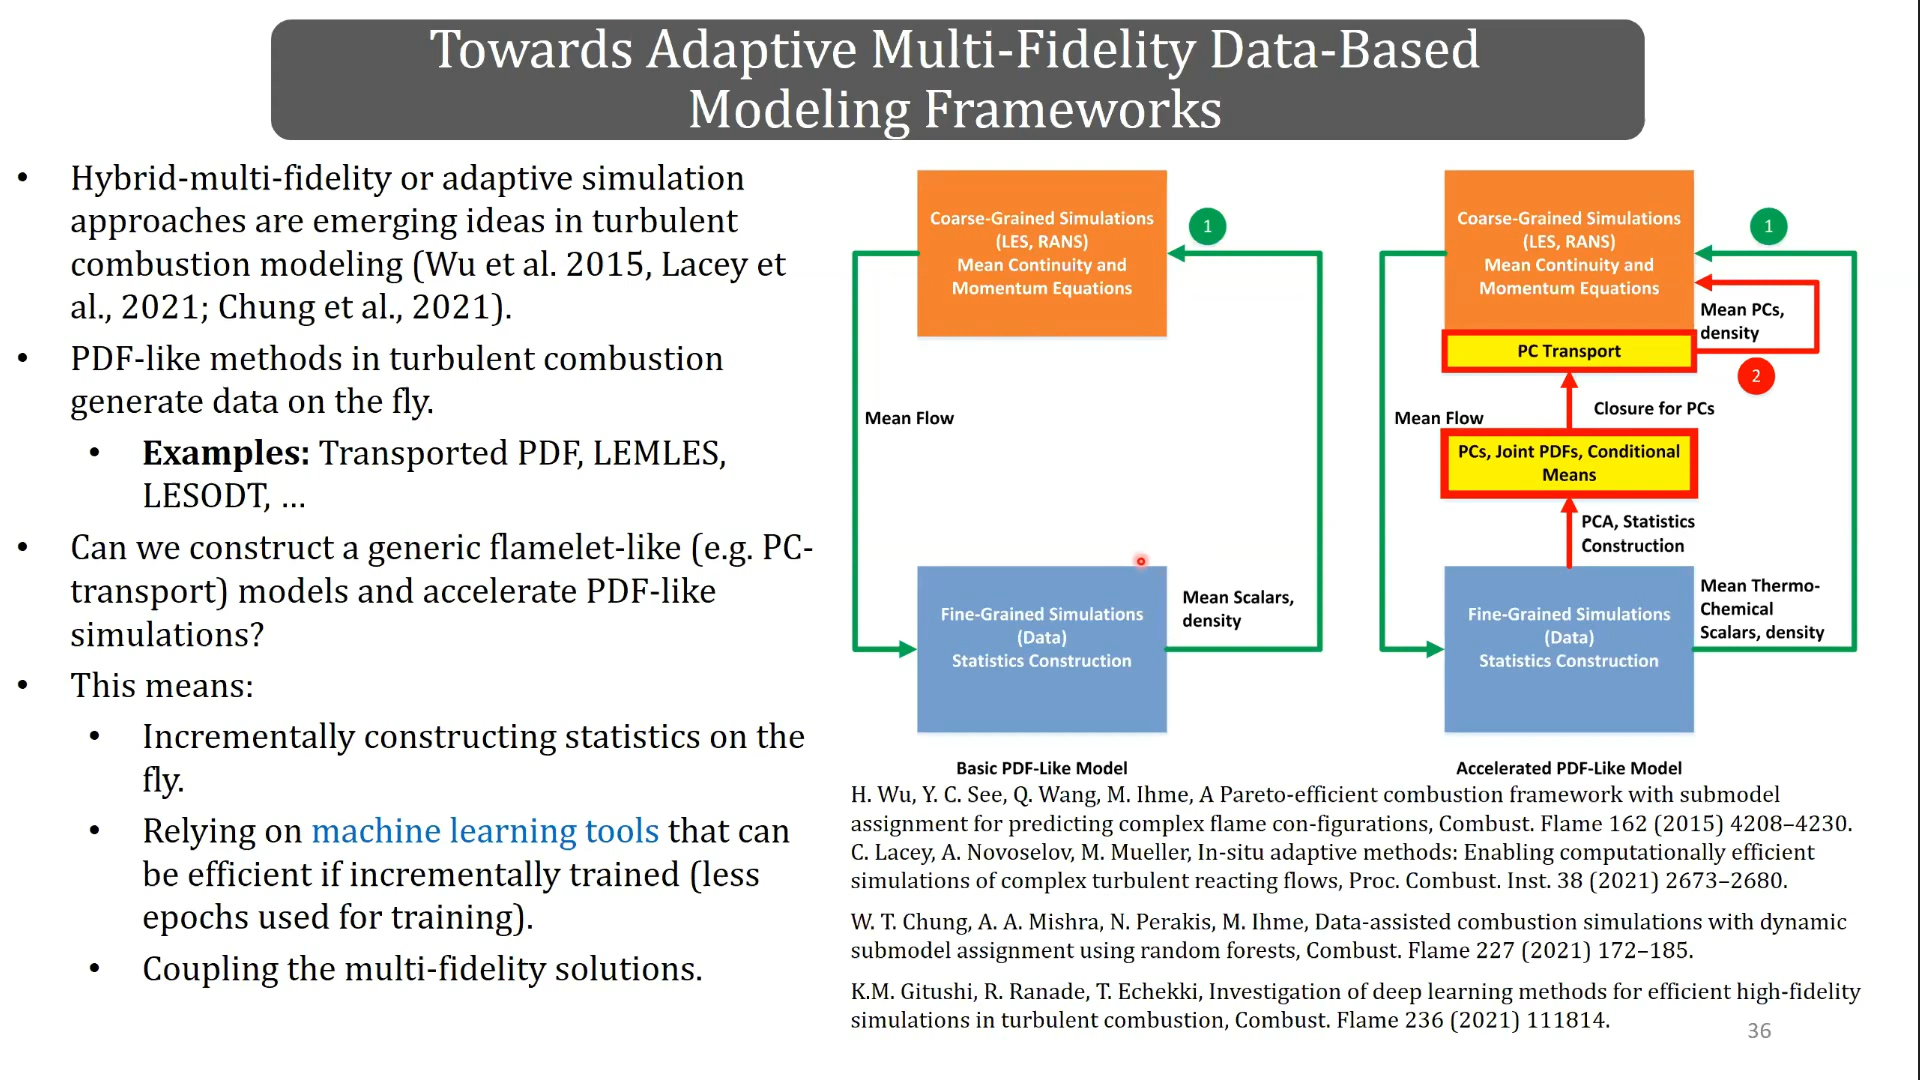 Towards Adaptive Multi-Fidelity Data-Based
Modeling Frameworks
• Hybrid-multi-fidelity or adaptive simulation
approaches are emerging ideas in turbulent
combustion modeling (Wu et al. 2015, Lacey et
al., 2021; Chung et al., 2021).
• PDF-like methods in turbulent combustion
generate data on the fly.
• Examples: Transported PDF, LEMLES,
LESODT, ...
• Can we construct a generic flamelet-like (e.g. PC-
transport) models and accelerate PDF-like
simulations?
• This means:
• Incrementally constructing statistics on the
fly.
• Relying on machine learning tools that can
be efficient if incrementally trained (less
epochs used for training).
• Coupling the multi-fidelity solutions.
Coarse-Grained Simulations
(LES, RANS)
Mean Continuity and
Momentum Equations
1
Mean Flow
Fine-Grained Simulations
(Data)
Statistics Construction
Mean Scalars,
density
Basic PDF-Like Model
Coarse-Grained Simulations
(LES, RANS)
Mean Continuity and
Momentum Equations
1
Mean PCs,
density
PC Transport
2
Closure for PCs
Mean Flow
PCs, Joint PDFs, Conditional
Means
PCA, Statistics
Construction
Fine-Grained Simulations
(Data)
Statistics Construction
Mean Thermo-
Chemical
Scalars, density
Accelerated PDF-Like Model
H. Wu, Y. C. See, Q. Wang, M. Ihme, A Pareto-efficient combustion framework with submodel
assignment for predicting complex flame con-figurations, Combust. Flame 162 (2015) 4208–4230.
C. Lacey, A. Novoselov, M. Mueller, In-situ adaptive methods: Enabling computationally efficient
simulations of complex turbulent reacting flows, Proc. Combust. Inst. 38 (2021) 2673–2680.
W. T. Chung, A. A. Mishra, N. Perakis, M. Ihme, Data-assisted combustion simulations with dynamic
submodel assignment using random forests, Combust. Flame 227 (2021) 172–185.
K.M. Gitushi, R. Ranade, T. Echekki, Investigation of deep learning methods for efficient high-fidelity
simulations in turbulent combustion, Combust. Flame 236 (2021) 111814.
36